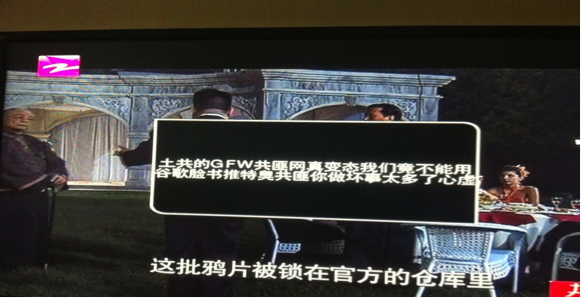 土共的GFW共匪网真变态我们竟不能用
谷歌脸书推特奥共匪你做坏事太多了心虚
这批鸦片被锁在官方的仓库里